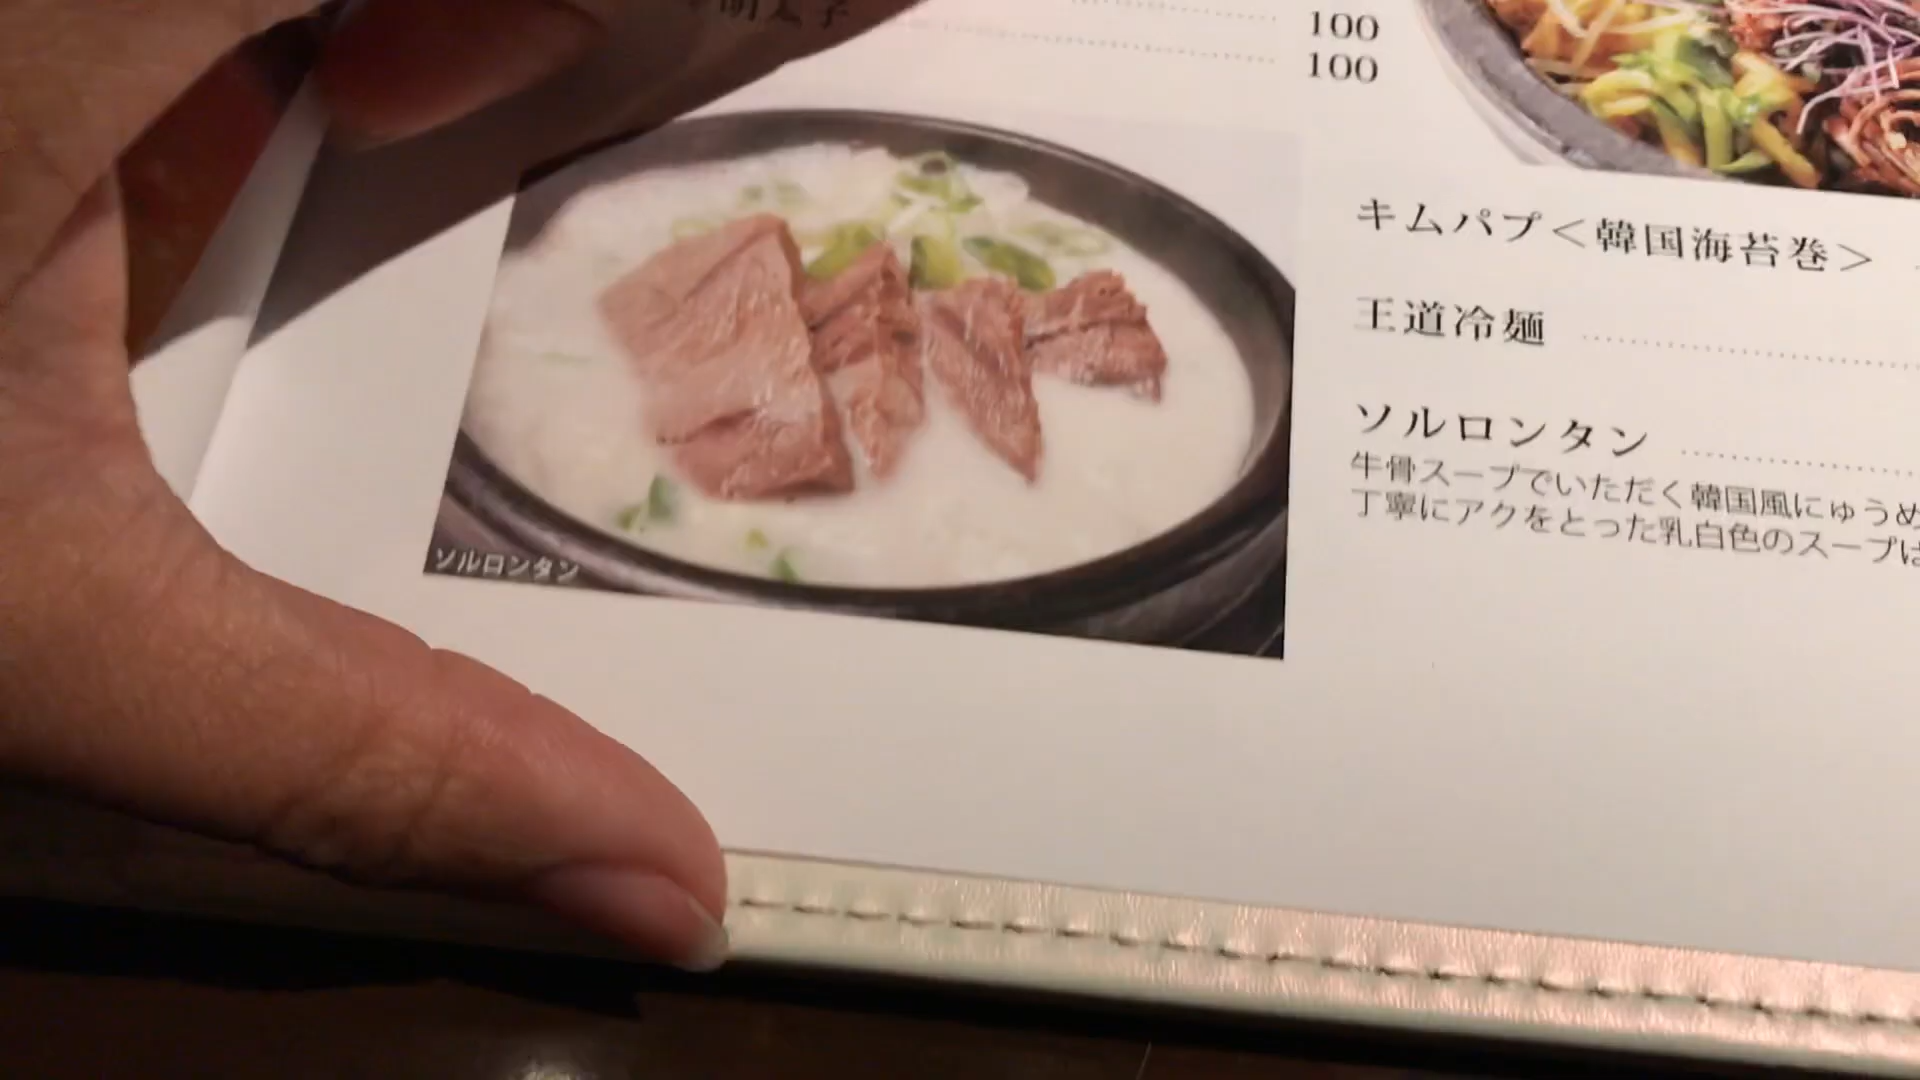 明太子
100
100
キムパプ＜韓国海苔巻＞
王道冷麺
ソルロンタン
牛骨スープでいただく韓国風にゅうめ
丁寧にアクをとった乳白色のスープは
ソルロンタン